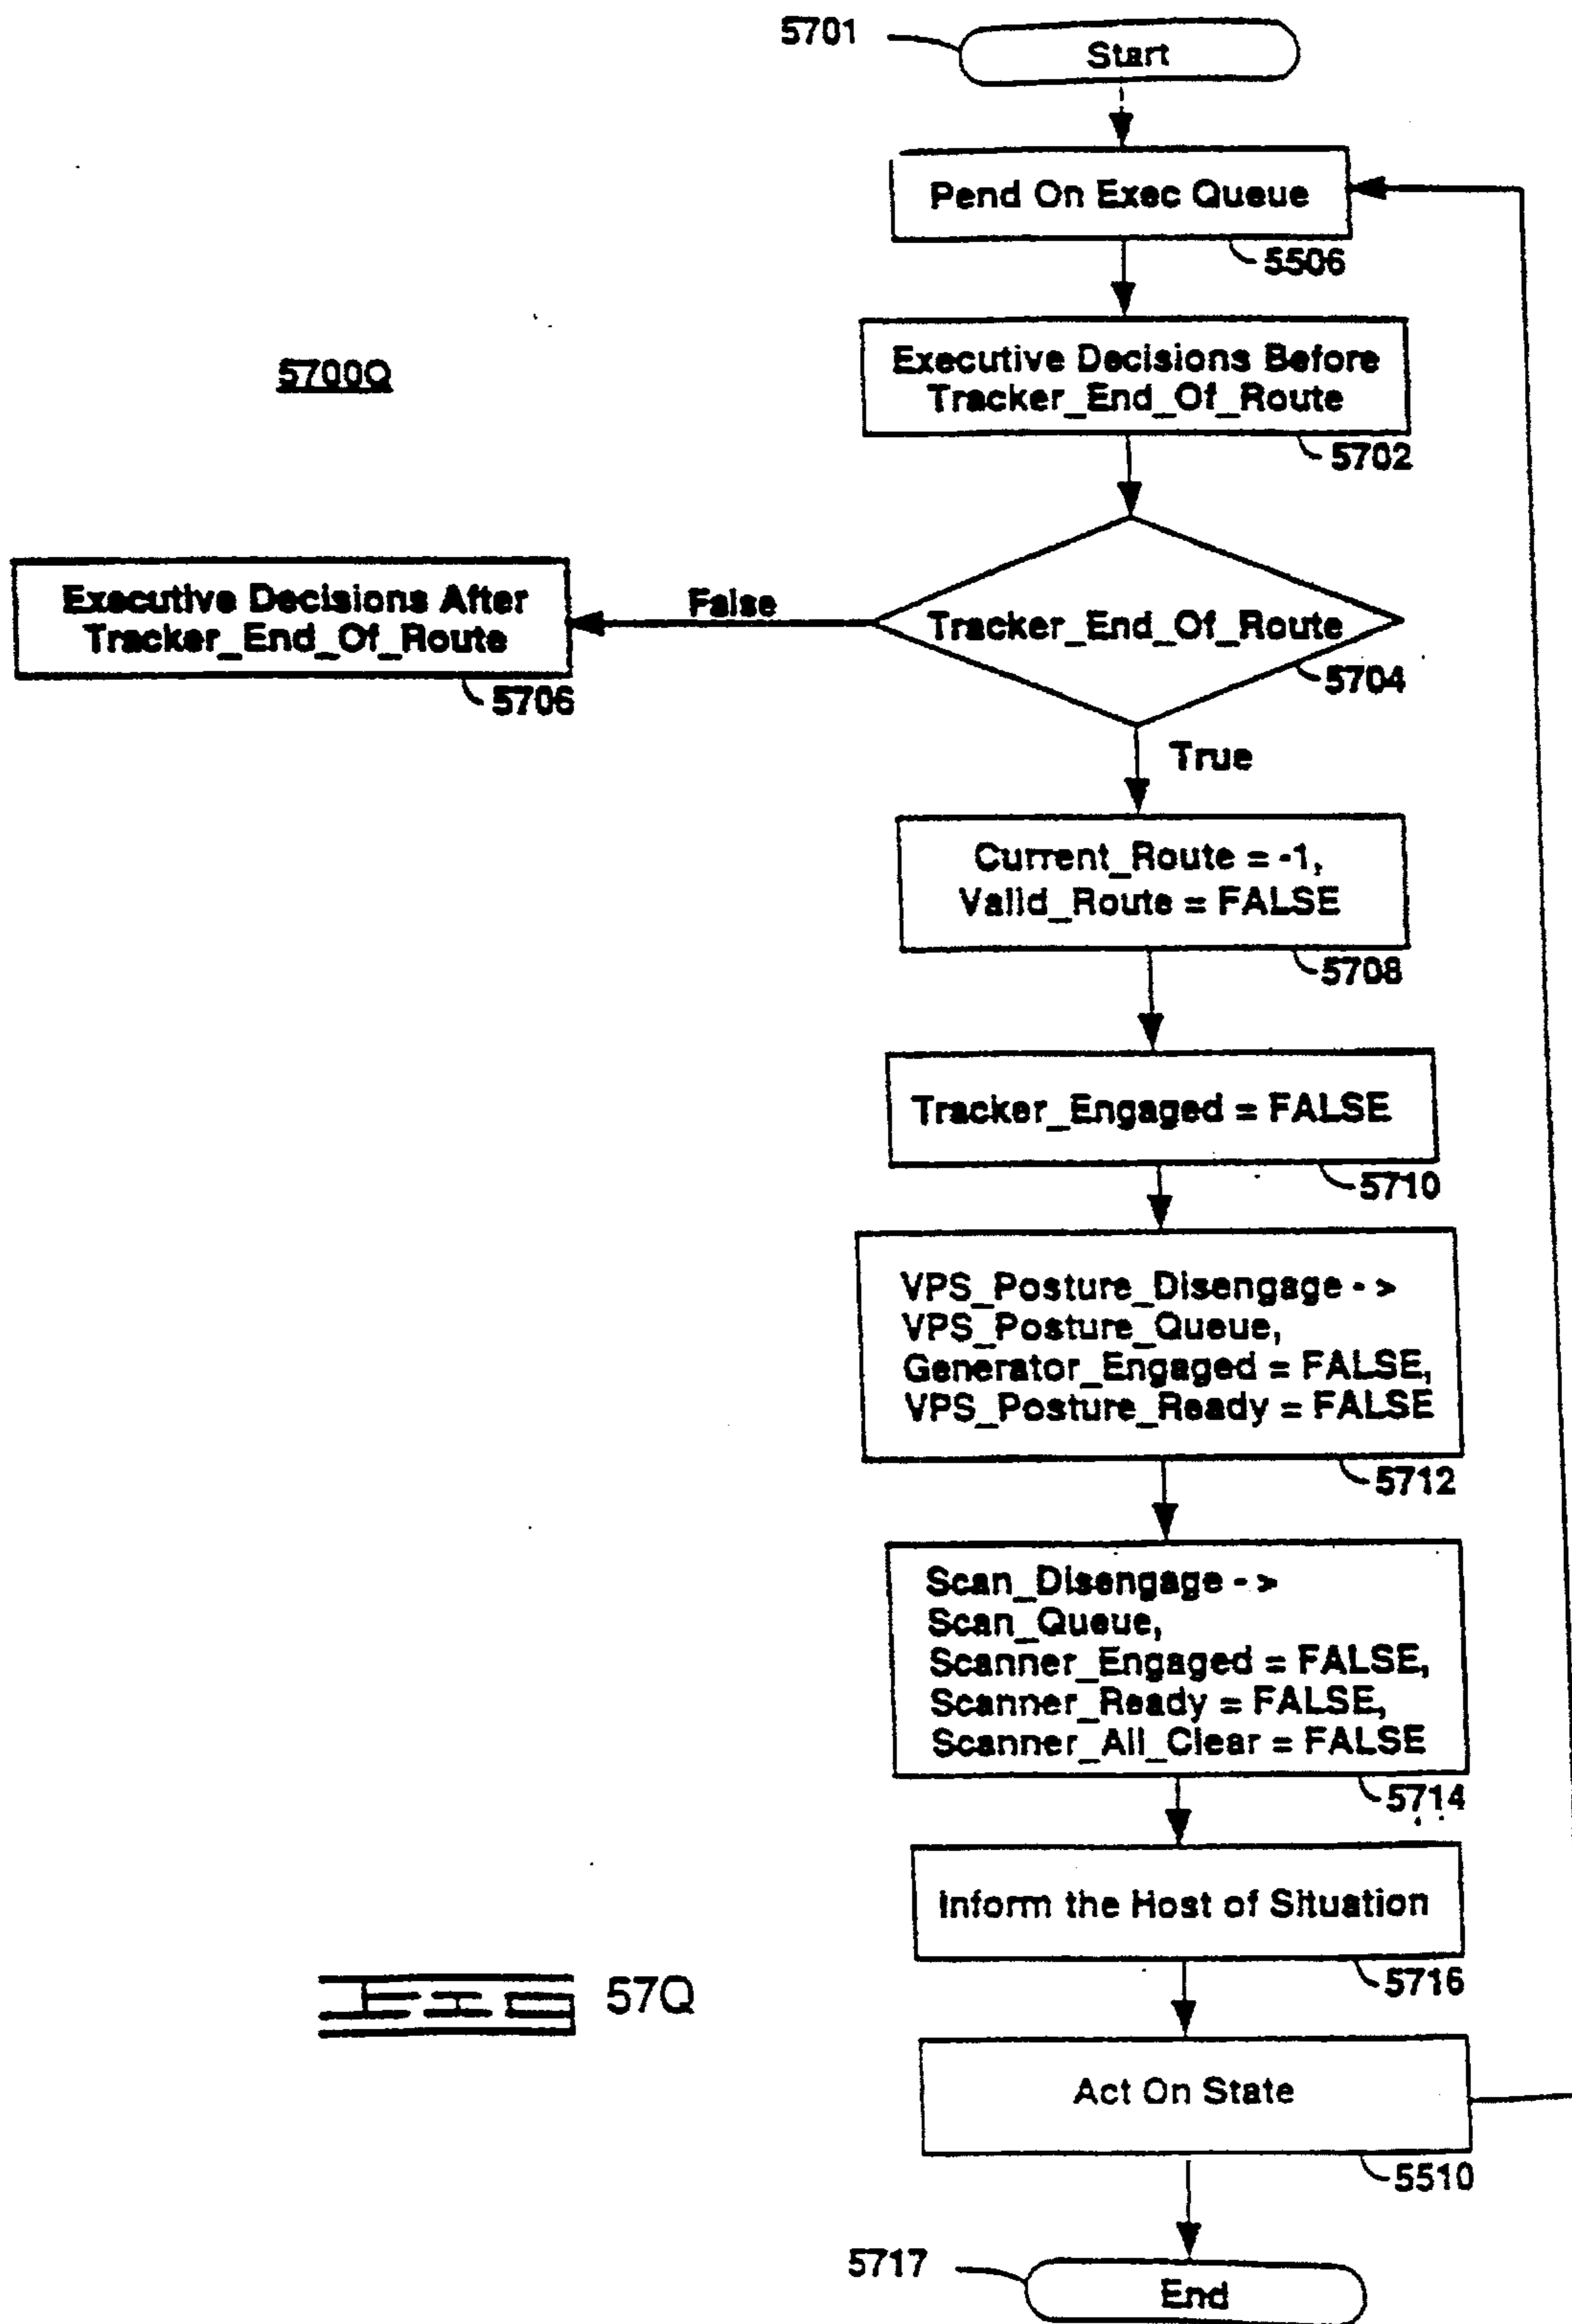 5701
Start
Pend On Exec Queue
5506
5700Q
Executive Decisions Before
Tracker_End_Of_Route
5702
Executive Decisions After
Tracker_End_Of_Route
5706
False
Tracker_End_Of_Route
5704
True
Current_Route = -1,
Valid_Route = FALSE
5708
Tracker_Engaged = FALSE
5710
VPS_Posture_Disengage - >
VPS_Posture_Queue,
Generator_Engaged = FALSE,
VPS_Posture_Ready = FALSE
5712
Scan_Disengage - >
Scan_Queue,
Scanner_Engaged = FALSE,
Scanner_Ready = FALSE,
Scanner_All_Clear = FALSE
5714
Inform the Host of Situation
5716
FIG 57Q
Act On State
5510
5717
End